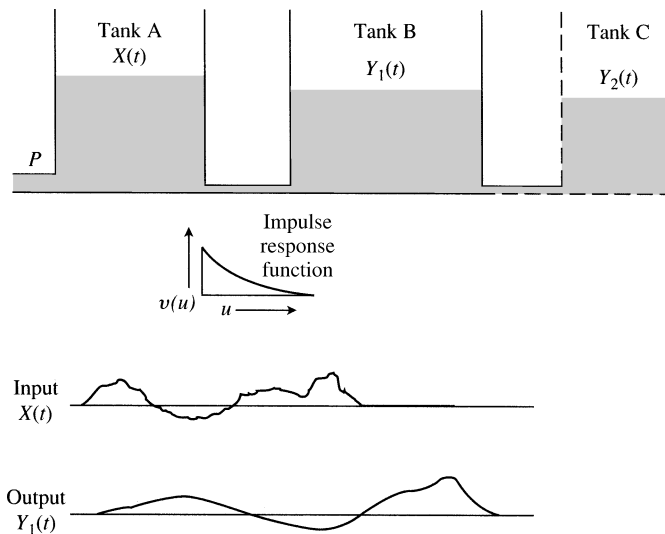 Tank A
X(t)
Tank B
Y₁(t)
Tank C
Y₂(t)
P
Impulse
response
function
v(u)
u
Input
X(t)
Output
Y₁(t)